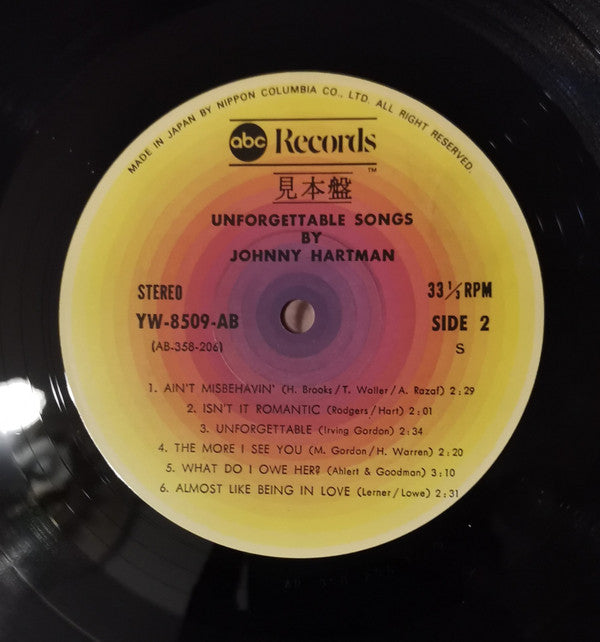 MADE IN JAPAN BY NIPPON COLUMBIA CO., LTD. ALL RIGHT RESERVED.
abc Records
™
見本盤
UNFORGETTABLE SONGS
BY
JOHNNY HARTMAN
STEREO 33 1/3 RPM
YW-8509-AB SIDE 2
(AB-358-206) S
1. AIN'T MISBEHAVIN' (H. Brooks/T. Waller/A. Razaf) 2:29
2. ISN'T IT ROMANTIC (Rodgers/Hart) 2:01
3. UNFORGETTABLE (Irving Gordon) 2:34
4. THE MORE I SEE YOU (M. Gordon/H. Warren) 2:20
5. WHAT DO I OWE HER? (Ahlert & Goodman) 3:10
6. ALMOST LIKE BEING IN LOVE (Lerner/Lowe) 2:31